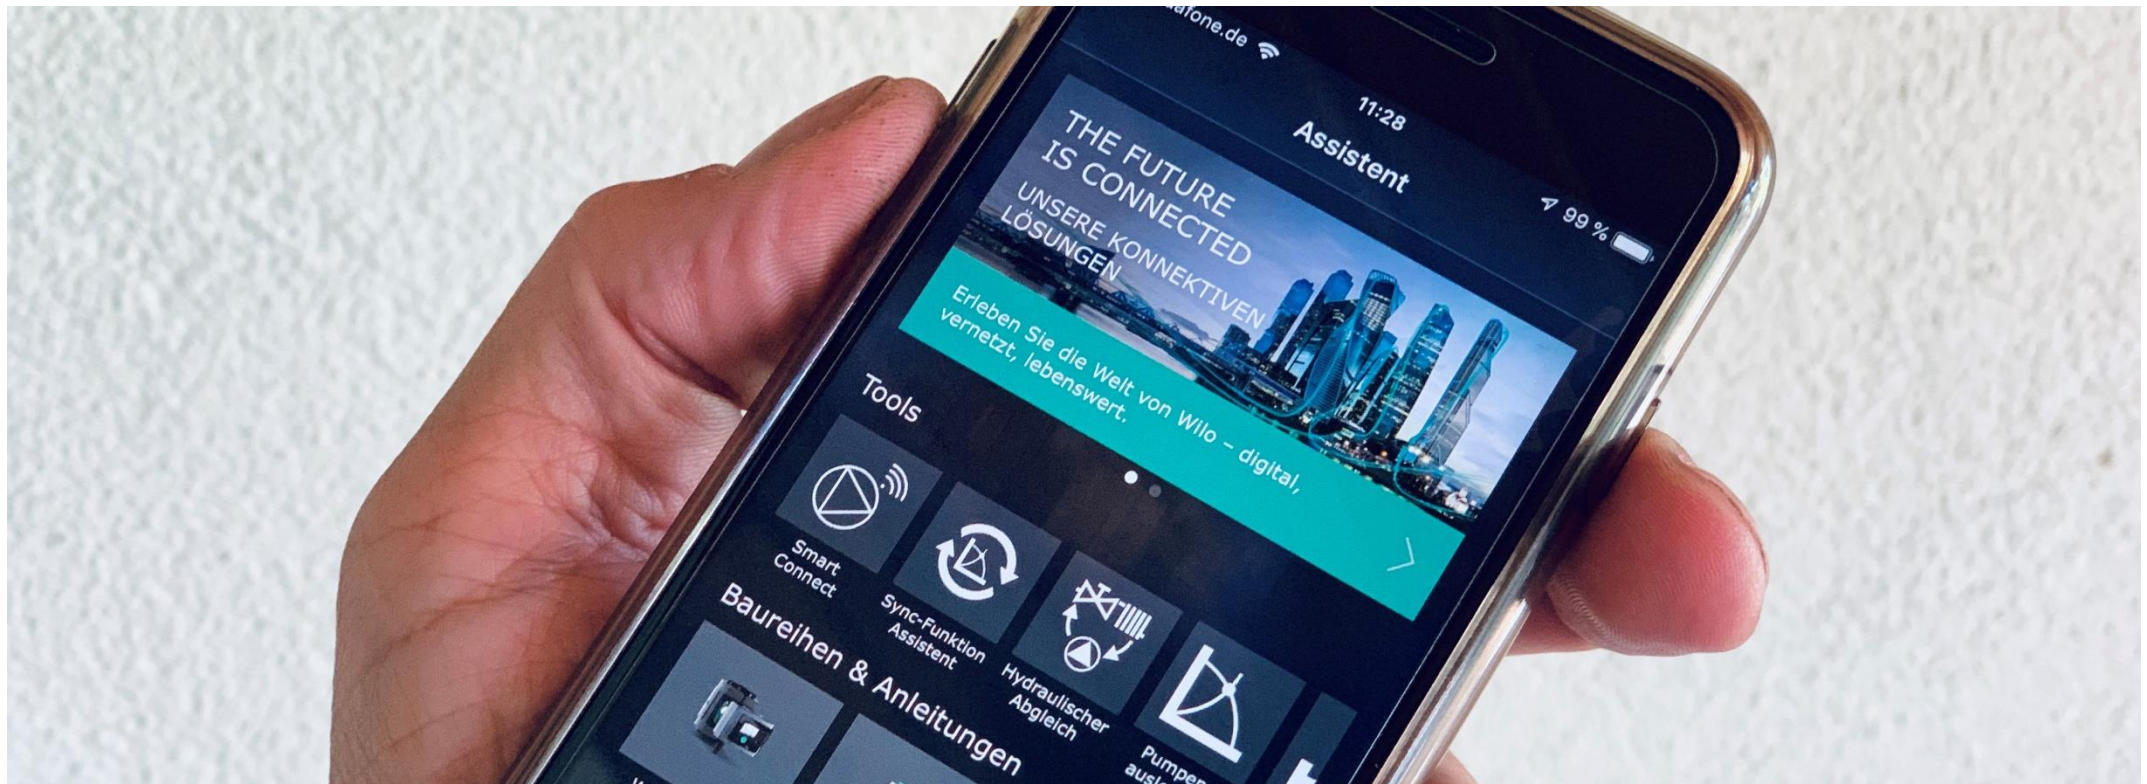 11:28
99 %
Assistent
THE FUTURE
IS CONNECTED
UNSERE KONNEKTIVEN
LÖSUNGEN
Erleben Sie die Welt von Wilo – digital,
vernetzt, lebenswert.
Tools
Smart
Connect
Sync-Funktion
Assistent
Hydraulischer
Abgleich
Baureihen & Anleitungen